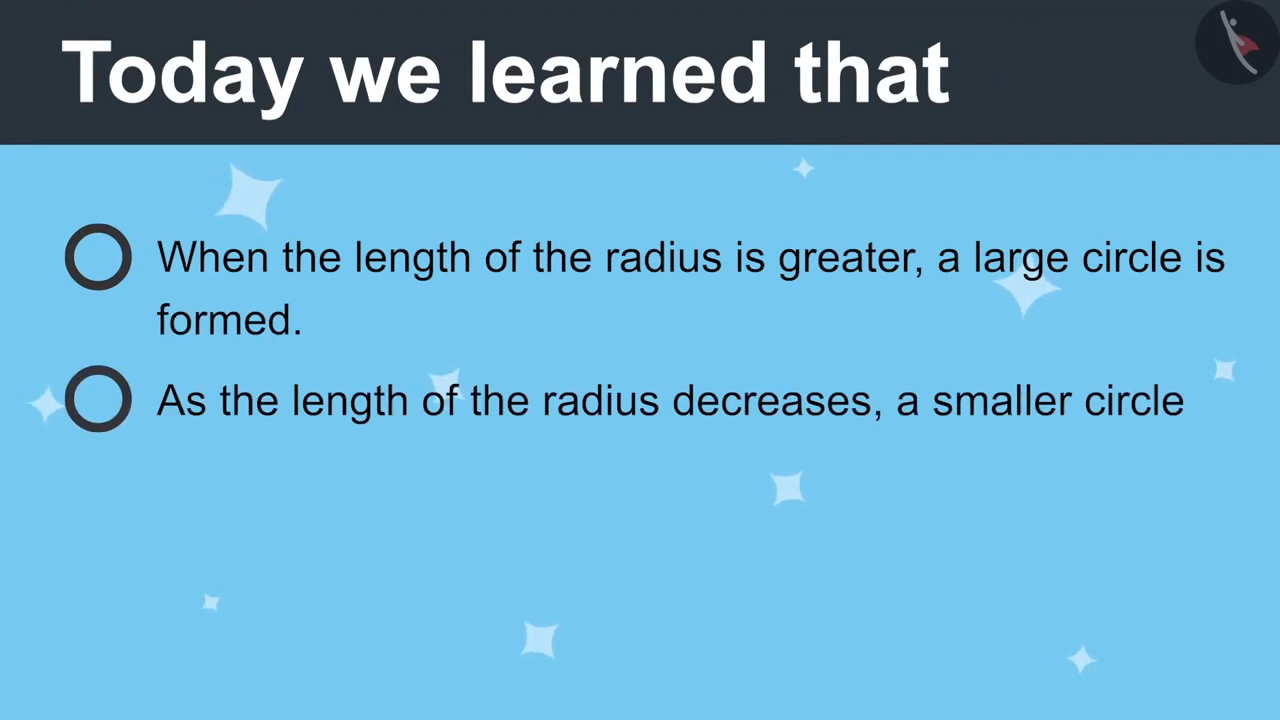 Today we learned that
When the length of the radius is greater, a large circle is
formed.
As the length of the radius decreases, a smaller circle